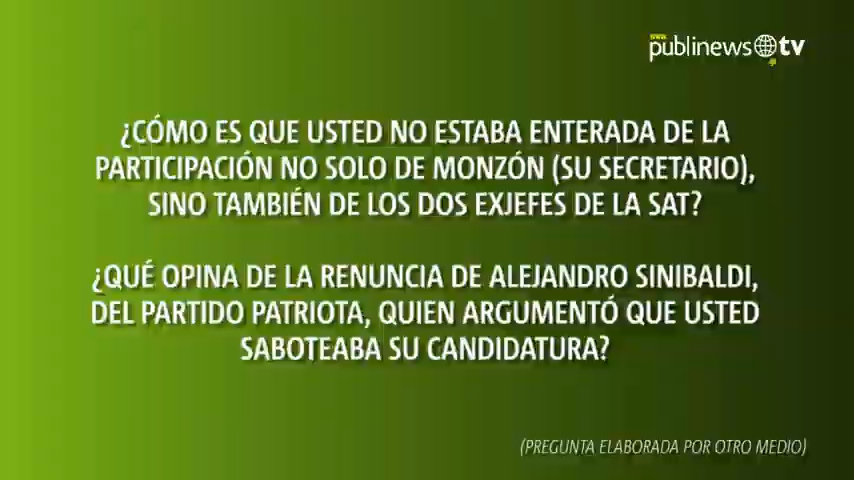 www.
publinews tv
¿CÓMO ES QUE USTED NO ESTABA ENTERADA DE LA
PARTICIPACIÓN NO SOLO DE MONZÓN (SU SECRETARIO),
SINO TAMBIÉN DE LOS DOS EXJEFES DE LA SAT?
¿QUÉ OPINA DE LA RENUNCIA DE ALEJANDRO SINIBALDI,
DEL PARTIDO PATRIOTA, QUIEN ARGUMENTÓ QUE USTED
SABOTEABA SU CANDIDATURA?
(PREGUNTA ELABORADA POR OTRO MEDIO)